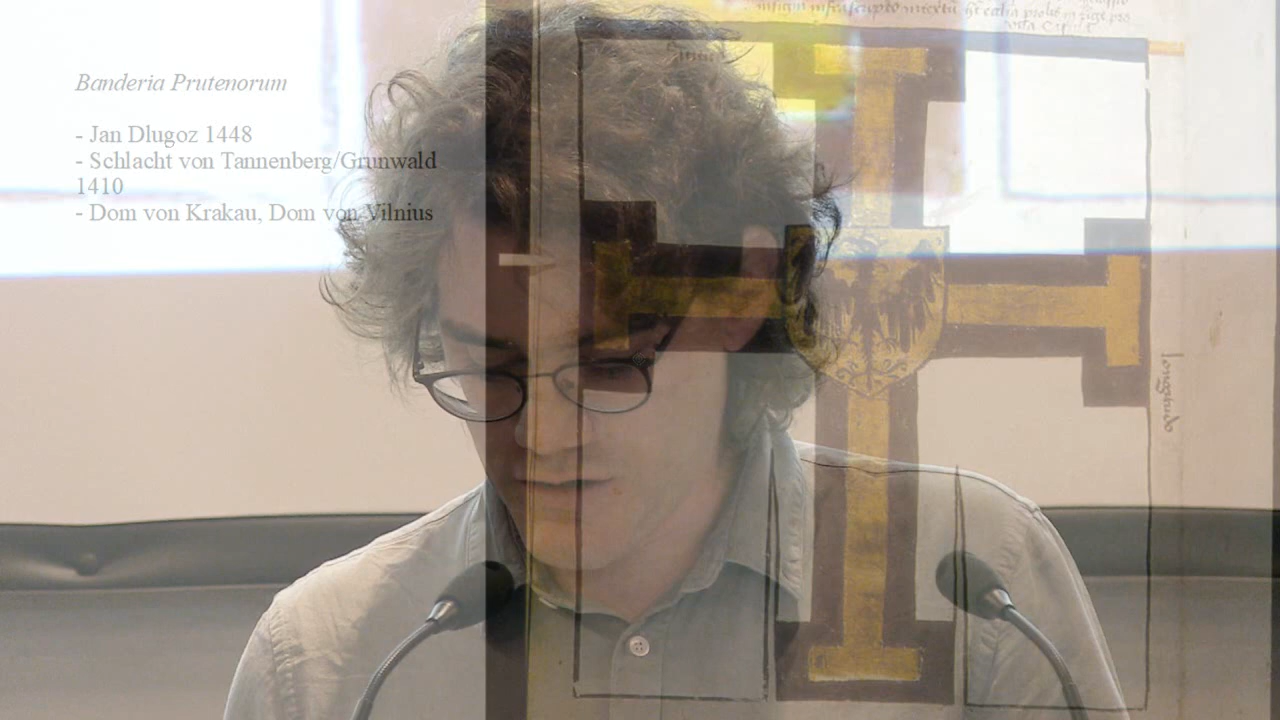 Banderia Prutenorum
- Jan Dlugoz 1448
- Schlacht von Tannenberg/Grunwald
1410
- Dom von Krakau, Dom von Vilnius
longitudo